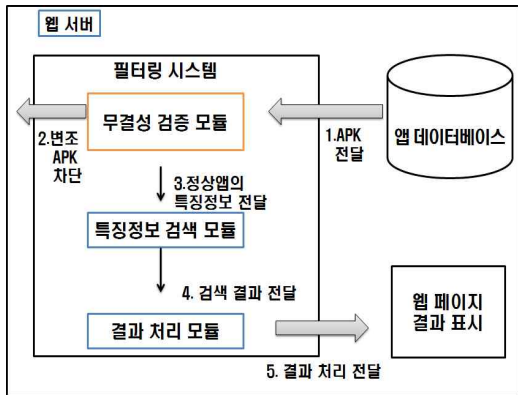 웹 서버
필터링 시스템
무결성 검증 모듈
1.APK
전달
앱 데이터베이스
2.변조
APK
차단
3.정상앱의
특징정보 전달
특징정보 검색 모듈
4. 검색 결과 전달
결과 처리 모듈
웹 페이지
결과 표시
5. 결과 처리 전달